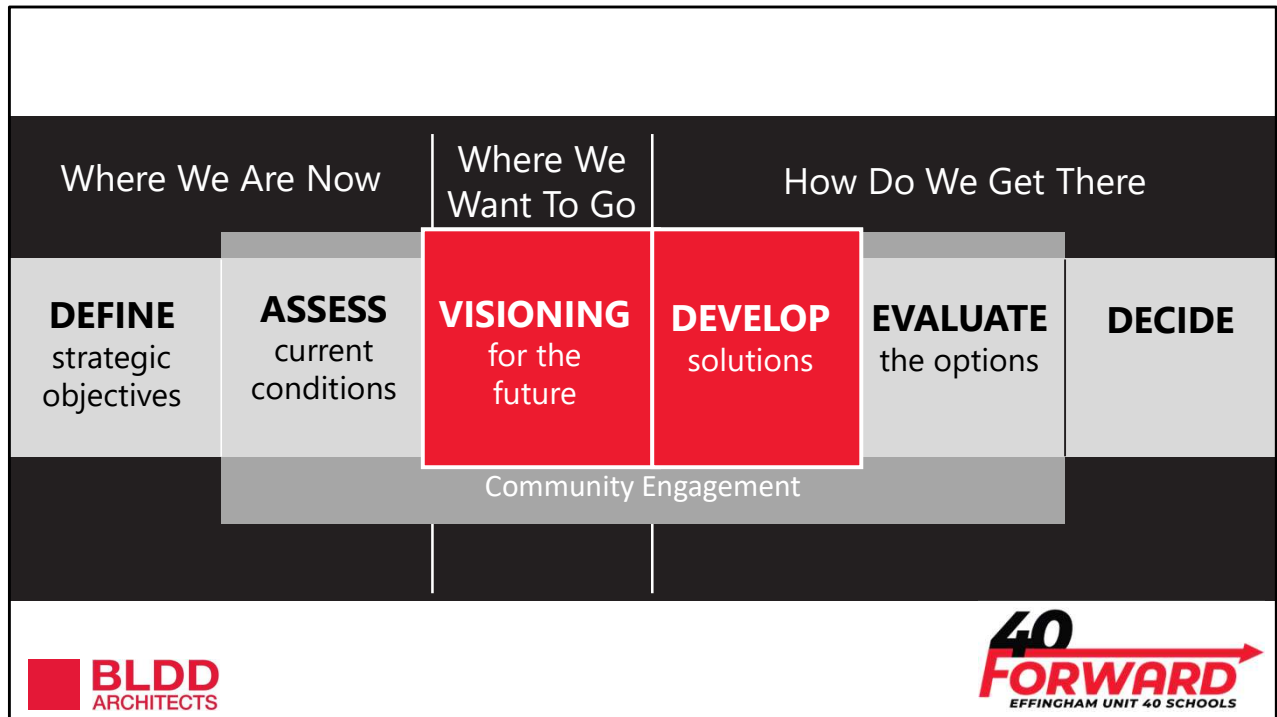 Where We Are Now
Where We
Want To Go
How Do We Get There
DEFINE
strategic
objectives
ASSESS
current
conditions
VISIONING
for the
future
DEVELOP
solutions
EVALUATE
the options
DECIDE
Community Engagement
BLDD
ARCHITECTS
40
FORWARD
EFFINGHAM UNIT 40 SCHOOLS